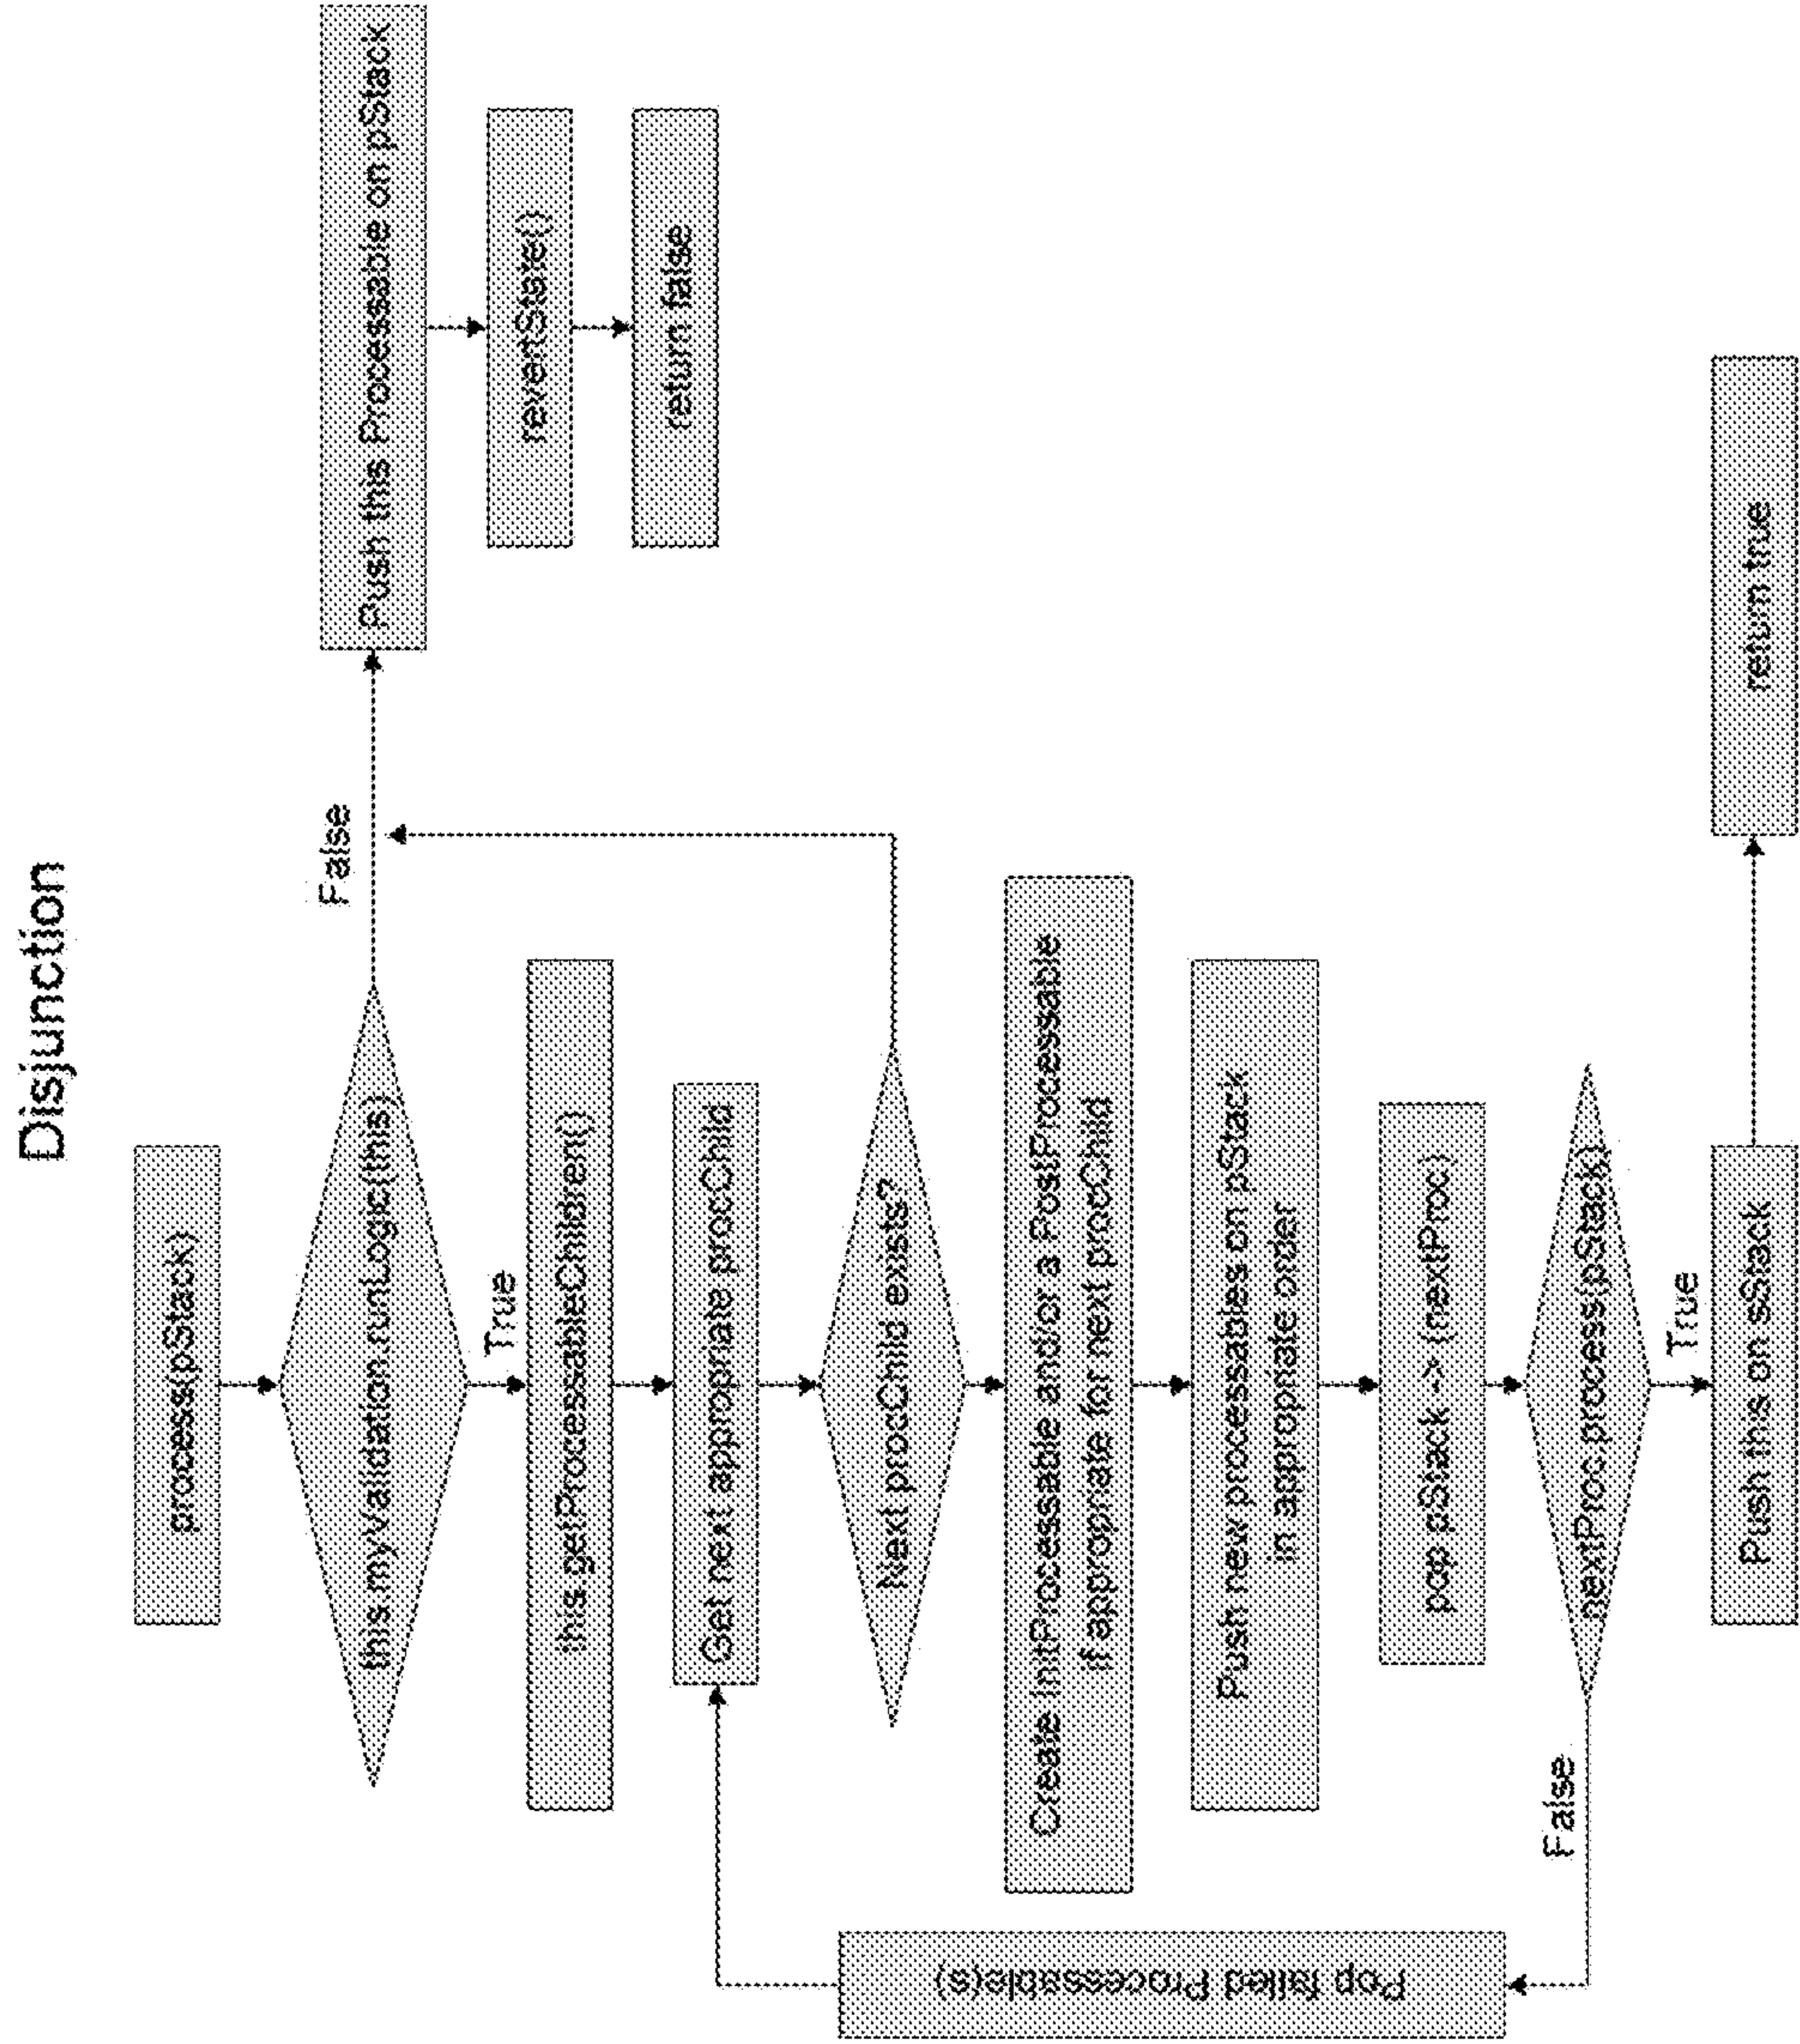 Disjunction
process(pStack)
this.myValidation.runLogic(this)
False
Push this Processable on pStack
revertState()
return false
True
this.getProcessableChildren()
Get next appropriate procChild
Next procChild exists?
Create InitProcessable and/or a PostProcessable
if appropriate for next procChild
Push new processables on pStack
in appropriate order
pop pStack -> (nextProc)
nextProc.process(pStack)
False
Pop failed Processable(s)
True
Push this on sStack
return true